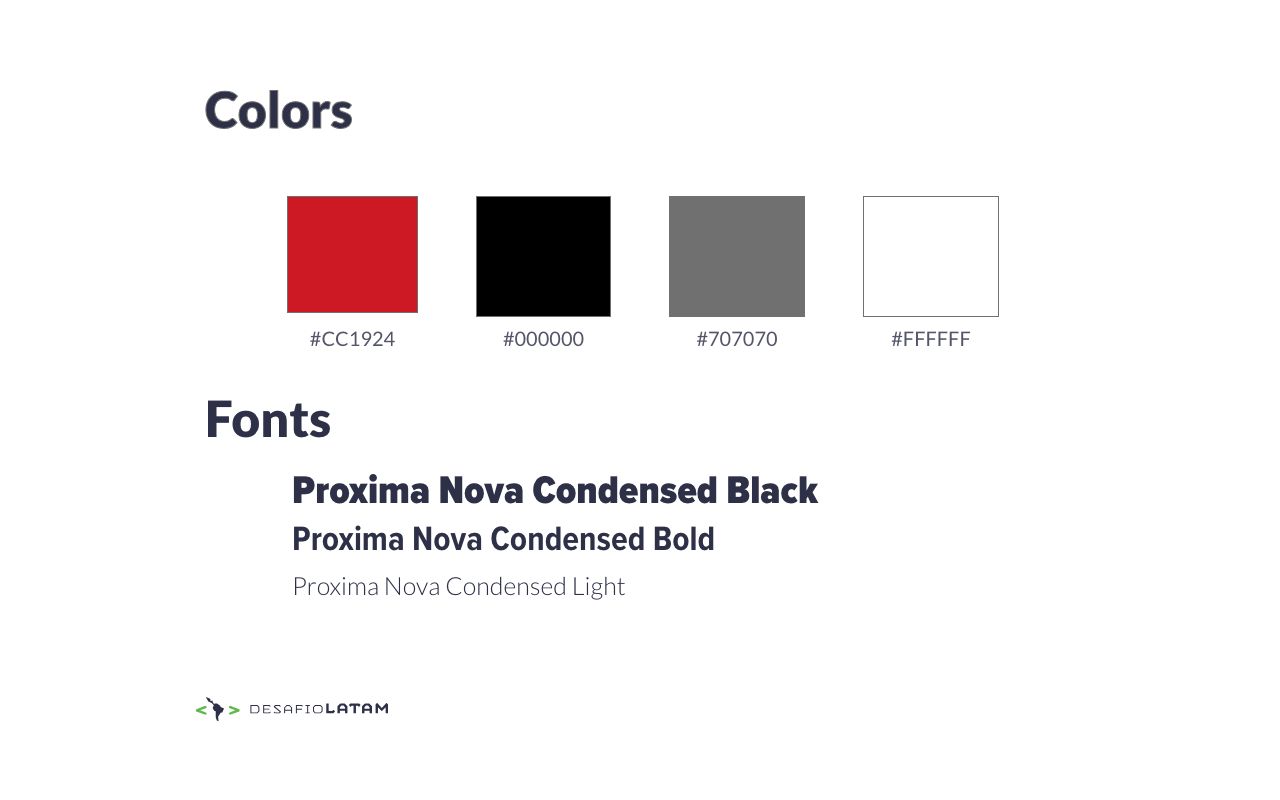 Colors
#CC1924 #000000 #707070 #FFFFFF
Fonts
Proxima Nova Condensed Black
Proxima Nova Condensed Bold
Proxima Nova Condensed Light
< > DESAFIOLATAM